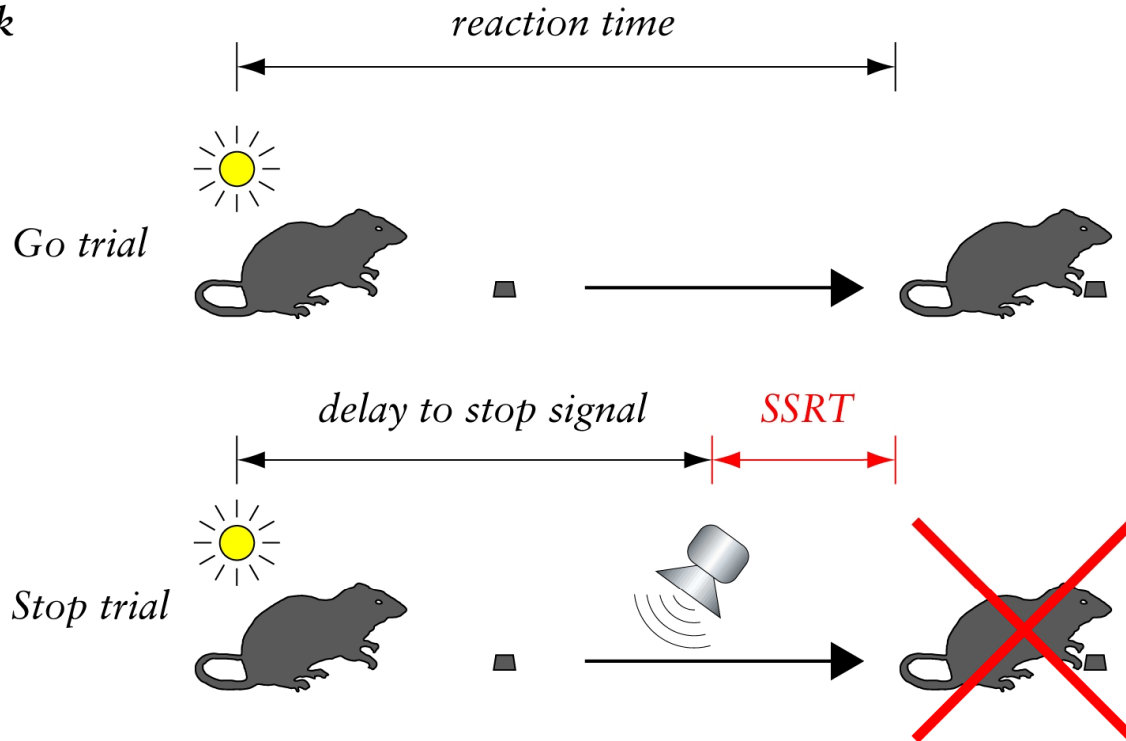 k
reaction time
Go trial
delay to stop signal
SSRT
Stop trial